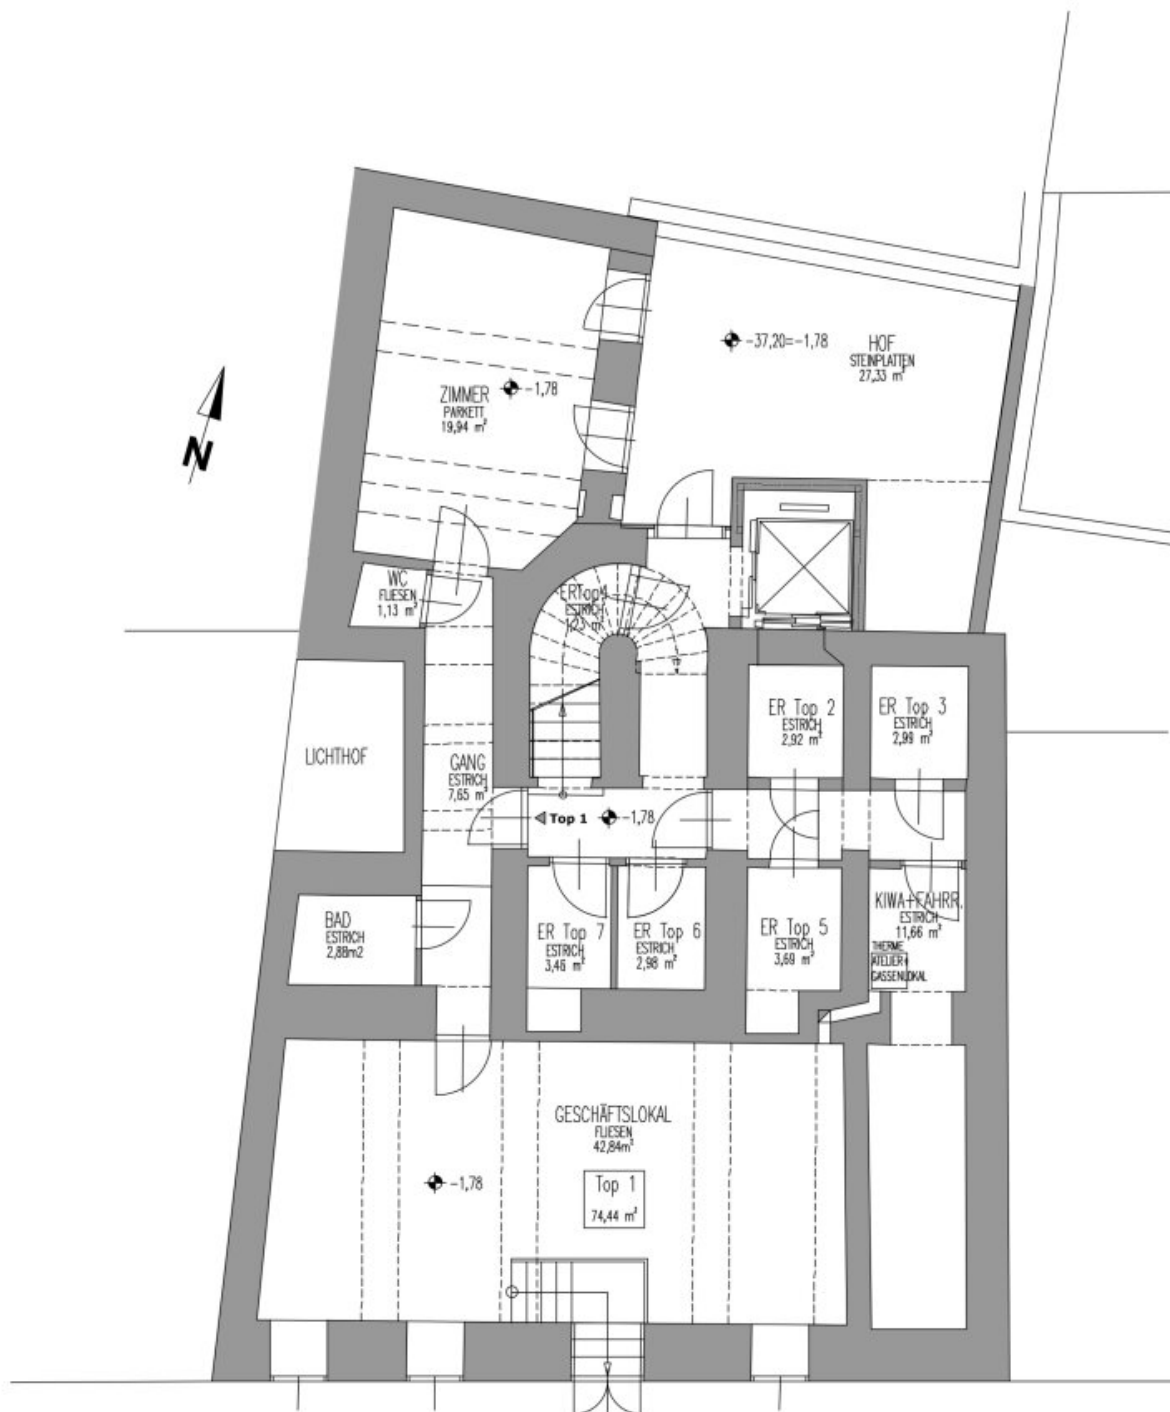 -37,20=-1,78
HOF
STEINPLATTEN
27,33 m²
ZIMMER
PARKETT
19,94 m²
-1,78
N
WC
FLIESEN
1,13 m²
ESTRICH
1,23 m²
ER Top 2
ESTRICH
2,92 m²
ER Top 3
ESTRICH
2,99 m²
LICHTHOF
GANG
ESTRICH
7,65 m²
Top 1
-1,78
BAD
ESTRICH
2,88m2
ER Top 7
ESTRICH
3,46 m²
ER Top 6
ESTRICH
2,98 m²
ER Top 5
ESTRICH
3,69 m²
KIWA+FAHRR.
ESTRICH
11,66 m²
THERME
ATELIER+
GASSENLOKAL
GESCHÄFTSLOKAL
FLIESEN
42,84m²
-1,78
Top 1
74,44 m²